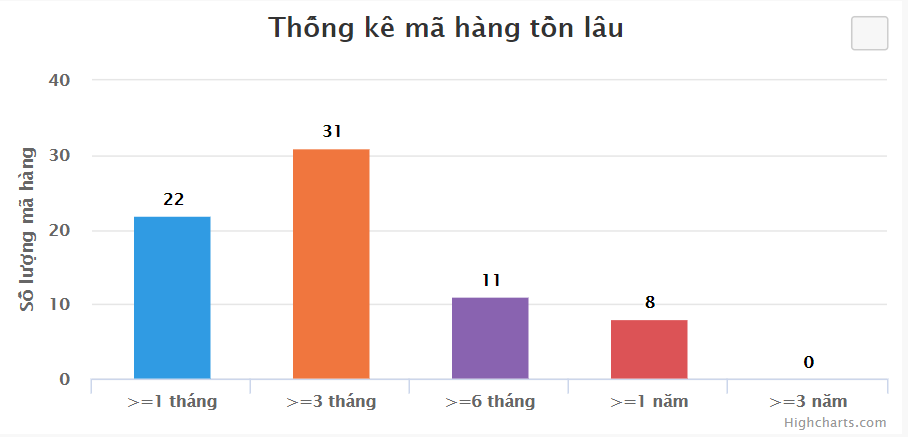 Thống kê mã hàng tồn lâu
Số lượng mã hàng
40
30
20
10
0
22
31
11
8
0
>=1 tháng
>=3 tháng
>=6 tháng
>=1 năm
>=3 năm
Highcharts.com